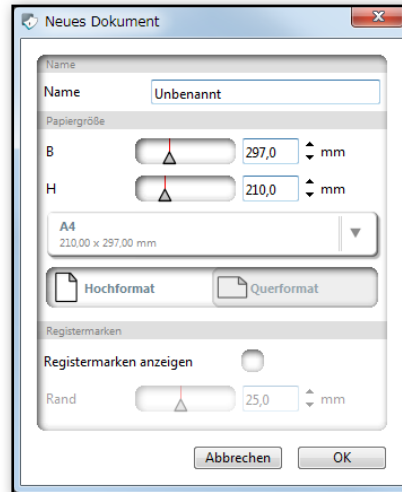 Neues Dokument
Name
Name Unbenannt
Papiergröße
B 297,0 mm
H 210,0 mm
A4
210,00 x 297,00 mm
Hochformat Querformat
Registermarken
Registermarken anzeigen
Rand 25,0 mm
Abbrechen OK